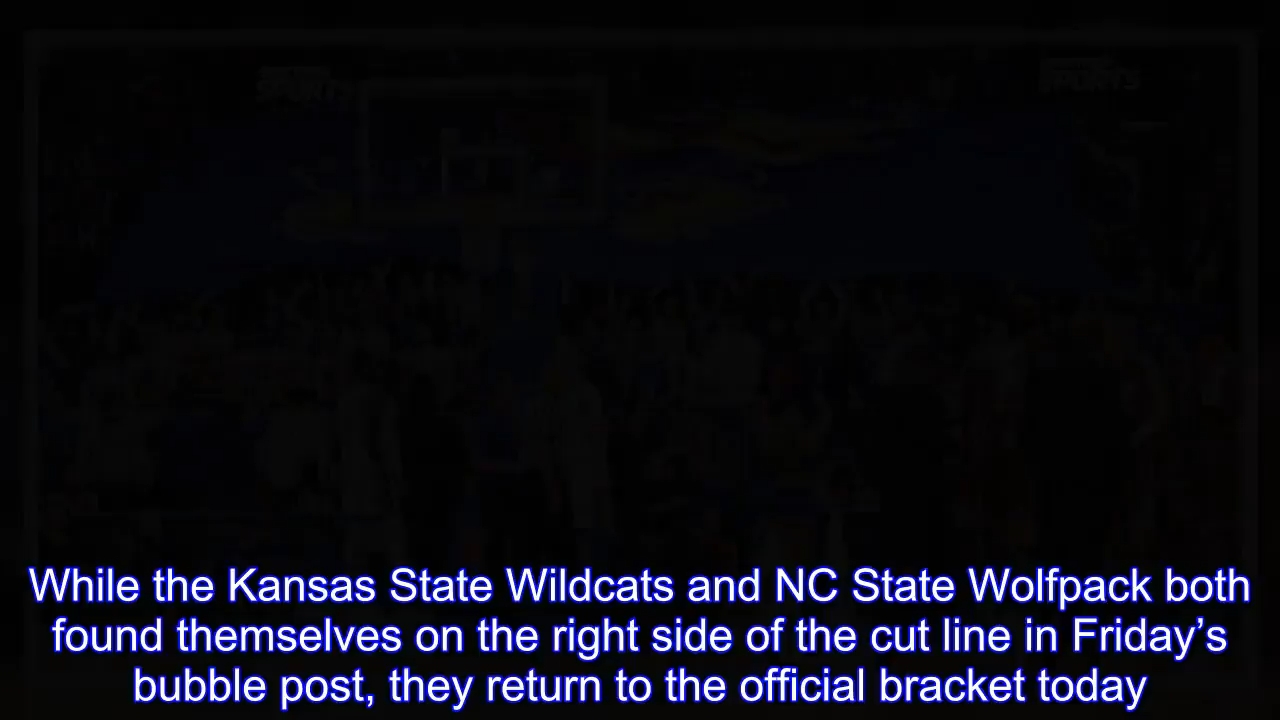 While the Kansas State Wildcats and NC State Wolfpack both
found themselves on the right side of the cut line in Friday’s
bubble post, they return to the official bracket today